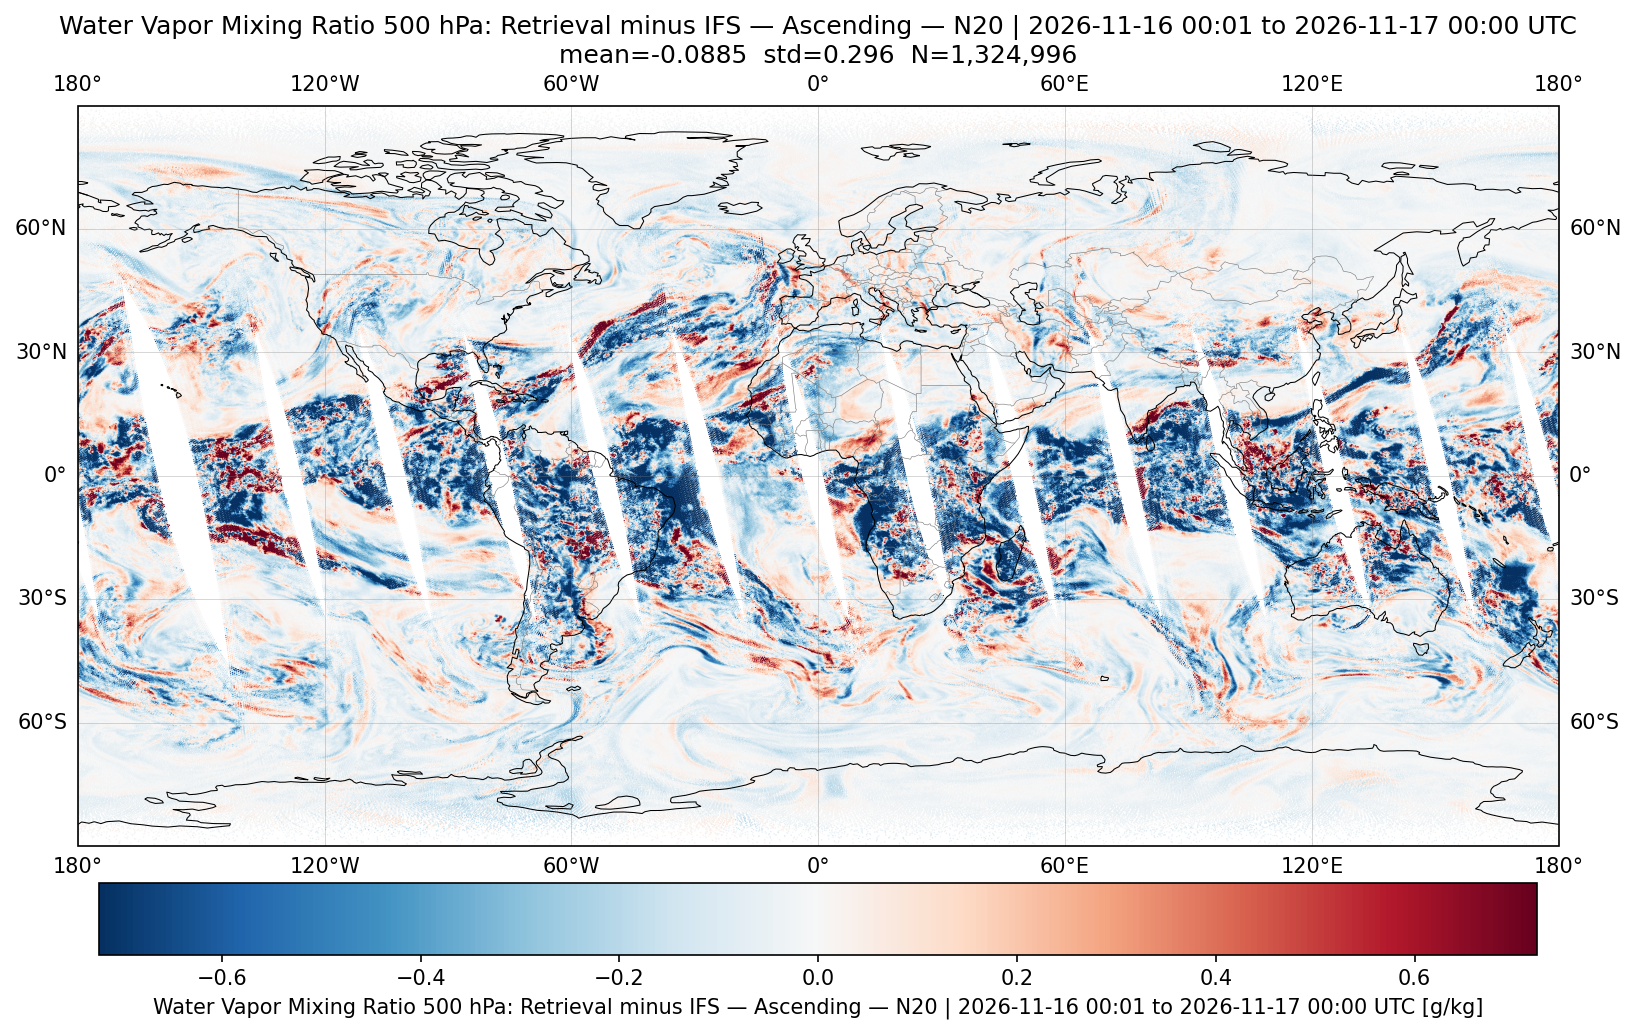 Water Vapor Mixing Ratio 500 hPa: Retrieval minus IFS — Ascending — N20 | 2026-11-16 00:01 to 2026-11-17 00:00 UTC
mean=-0.0885  std=0.296  N=1,324,996
180° 120°W 60°W 0° 60°E 120°E 180°
60°N 60°N
30°N 30°N
0° 0°
30°S 30°S
60°S 60°S
180° 120°W 60°W 0° 60°E 120°E 180°
−0.6 −0.4 −0.2 0.0 0.2 0.4 0.6
Water Vapor Mixing Ratio 500 hPa: Retrieval minus IFS — Ascending — N20 | 2026-11-16 00:01 to 2026-11-17 00:00 UTC [g/kg]